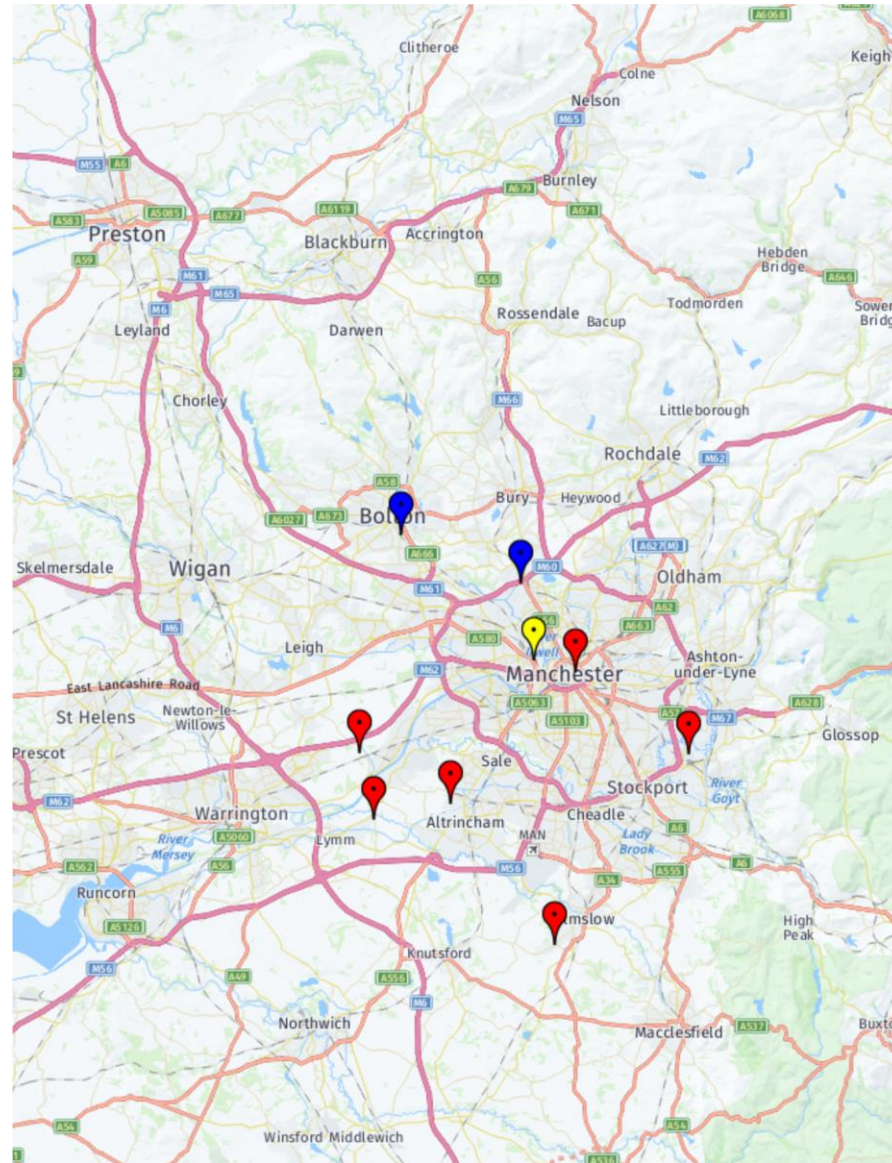 A6068
Clitheroe
Keigh
Colne
Nelson
M65
M55
A6
Burnley
A679
A583
A5085
A677
A6119
A671
Preston
Blackburn
Accrington
A59
Hebden
Bridge
A646
M61
A56
M6
M65
Todmorden
Rossendale
Sower
Bridg
Leyland
Darwen
Bacup
Chorley
M66
Littleborough
Rochdale
M62
A58
Bury
Heywood
A6027
A673
Bolton
A627(M)
A666
M60
Skelmersdale
Wigan
M61
Oldham
A62
M6
A580
A56
A663
Leigh
River
Irwell
M62
Manchester
Ashton-
under-Lyne
East Lancashire Road
A5063
A57
M67
A628
St Helens
Newton-le-
Willows
A5103
Glossop
Prescot
Sale
Stockport
River
Goyt
M62
Warrington
Altrincham
Cheadle
River
Mersey
A5060
Lymm
MAN
Lady
Brook
A6
A562
A56
M56
A6
Runcorn
A34
A555
A5126
mslow
High
Peak
M56
A49
A556
Knutsford
M6
Northwich
Macclesfield
A537
Buxto
A54
A54
Winsford
Middlewich
A536